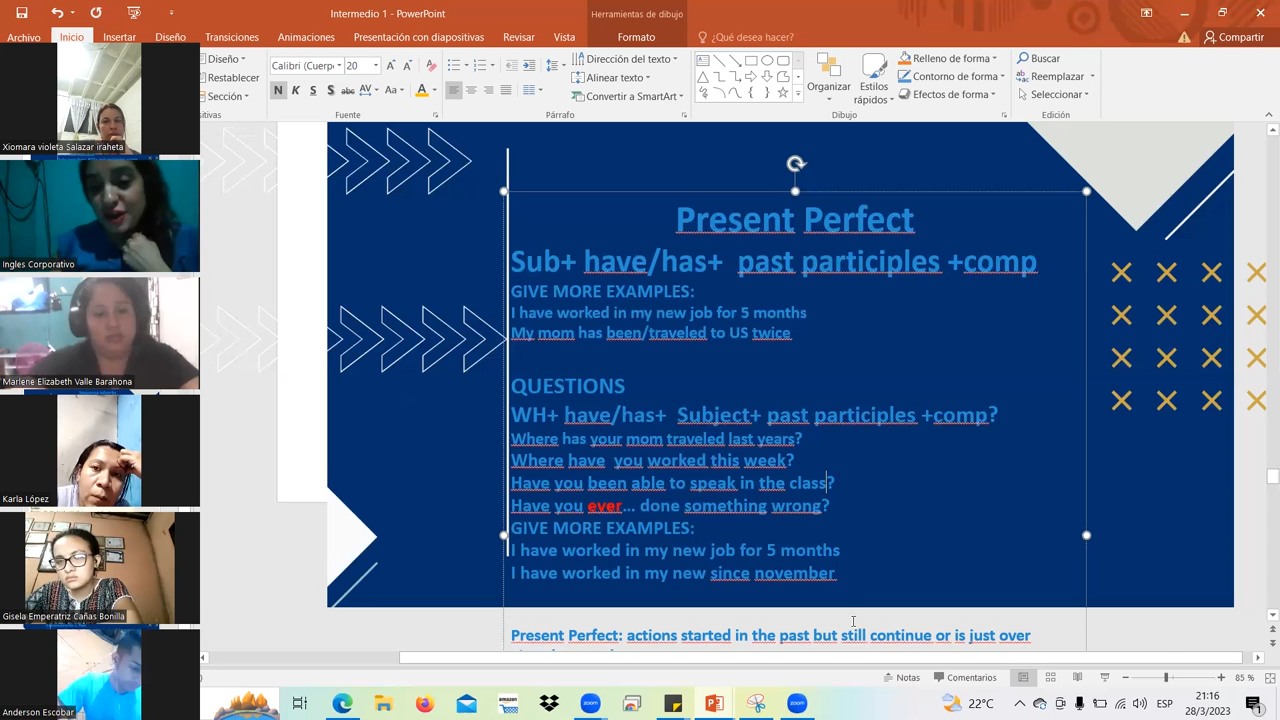 Intermedio 1 - PowerPoint
Herramientas de dibujo
Archivo Inicio Insertar Diseño Transiciones Animaciones Presentación con diapositivas Revisar Vista Formato ¿Qué desea hacer? Compartir
Diseño
Restablecer
Sección
Calibri (Cuerp 20
N K S S abc AV Aa A
Dirección del texto
Alinear texto
Convertir a SmartArt
Organizar
Estilos
rápidos
Relleno de forma
Contorno de forma
Efectos de forma
Buscar
Reemplazar
Seleccionar
sitivas Fuente Párrafo Dibujo Edición
Xiomara violeta Salazar iraheta
Ingles Corporativo
Marlene Elizabeth Valle Barahona
Karla López
Gisela Emperatriz Cañas Bonilla
Anderson Escobar
Present Perfect
Sub+ have/has+ past participles +comp
GIVE MORE EXAMPLES:
I have worked in my new job for 5 months
My mom has been/traveled to US twice
QUESTIONS
WH+ have/has+ Subject+ past participles +comp?
Where has your mom traveled last years?
Where have you worked this week?
Have you been able to speak in the class?
Have you ever... done something wrong?
GIVE MORE EXAMPLES:
I have worked in my new job for 5 months
I have worked in my new since november
Present Perfect: actions started in the past but still continue or is just over
Notas Comentarios 85 %
22°C ESP 21:16
28/3/2023